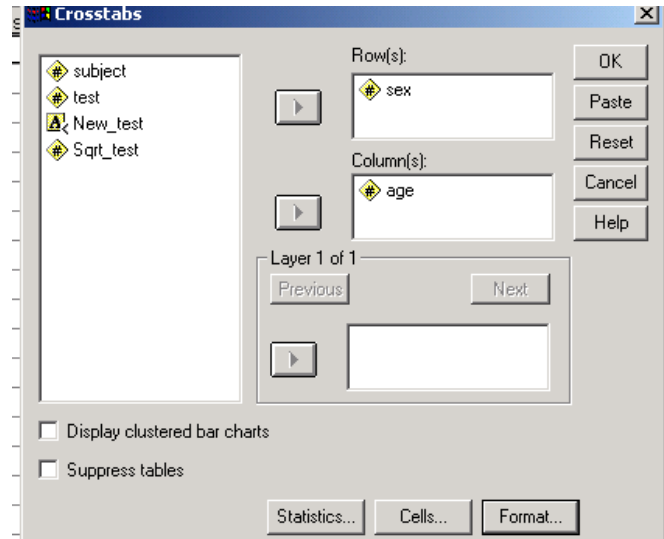 Crosstabs
subject
test
New_test
Sqrt_test
Row(s):
sex
Column(s):
age
Layer 1 of 1
Previous
Next
OK
Paste
Reset
Cancel
Help
Display clustered bar charts
Suppress tables
Statistics...
Cells...
Format...